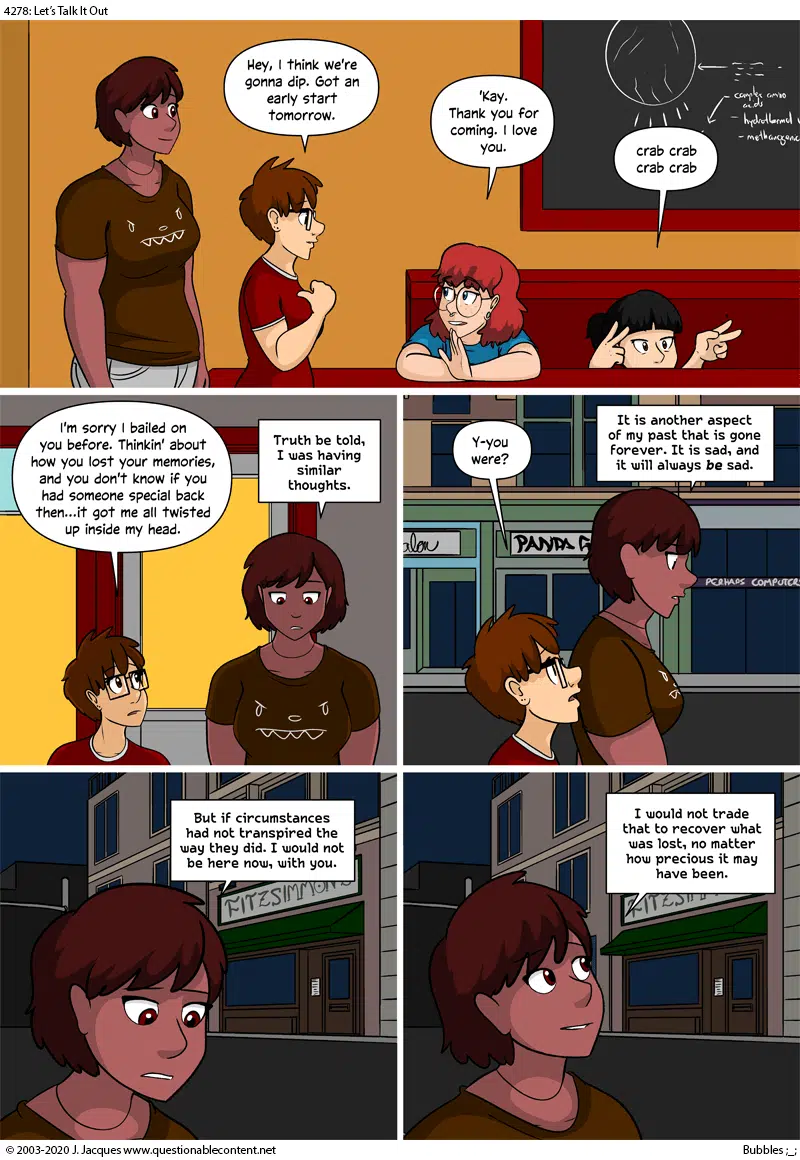 4278: Let's Talk It Out
Hey, I think we're
gonna dip. Got an
early start
tomorrow.
'Kay.
Thank you for
coming. I love
you.
crab crab
crab crab
complex amino
acids
- hydrothermal
- methanogenic
I'm sorry I bailed on
you before. Thinkin' about
how you lost your memories,
and you don't know if you
had someone special back
then...it got me all twisted
up inside my head.
Truth be told,
I was having
similar
thoughts.
Y-you
were?
It is another aspect
of my past that is gone
forever. It is sad, and
it will always be sad.
PANDA
PERHAPS COMPUTERS
But if circumstances
had not transpired the
way they did. I would not
be here now, with you.
FITZSIMMONS
I would not trade
that to recover what
was lost, no matter
how precious it may
have been.
FITZSIMMONS
© 2003-2020 J. Jacques www.questionablecontent.net
Bubbles ;_;